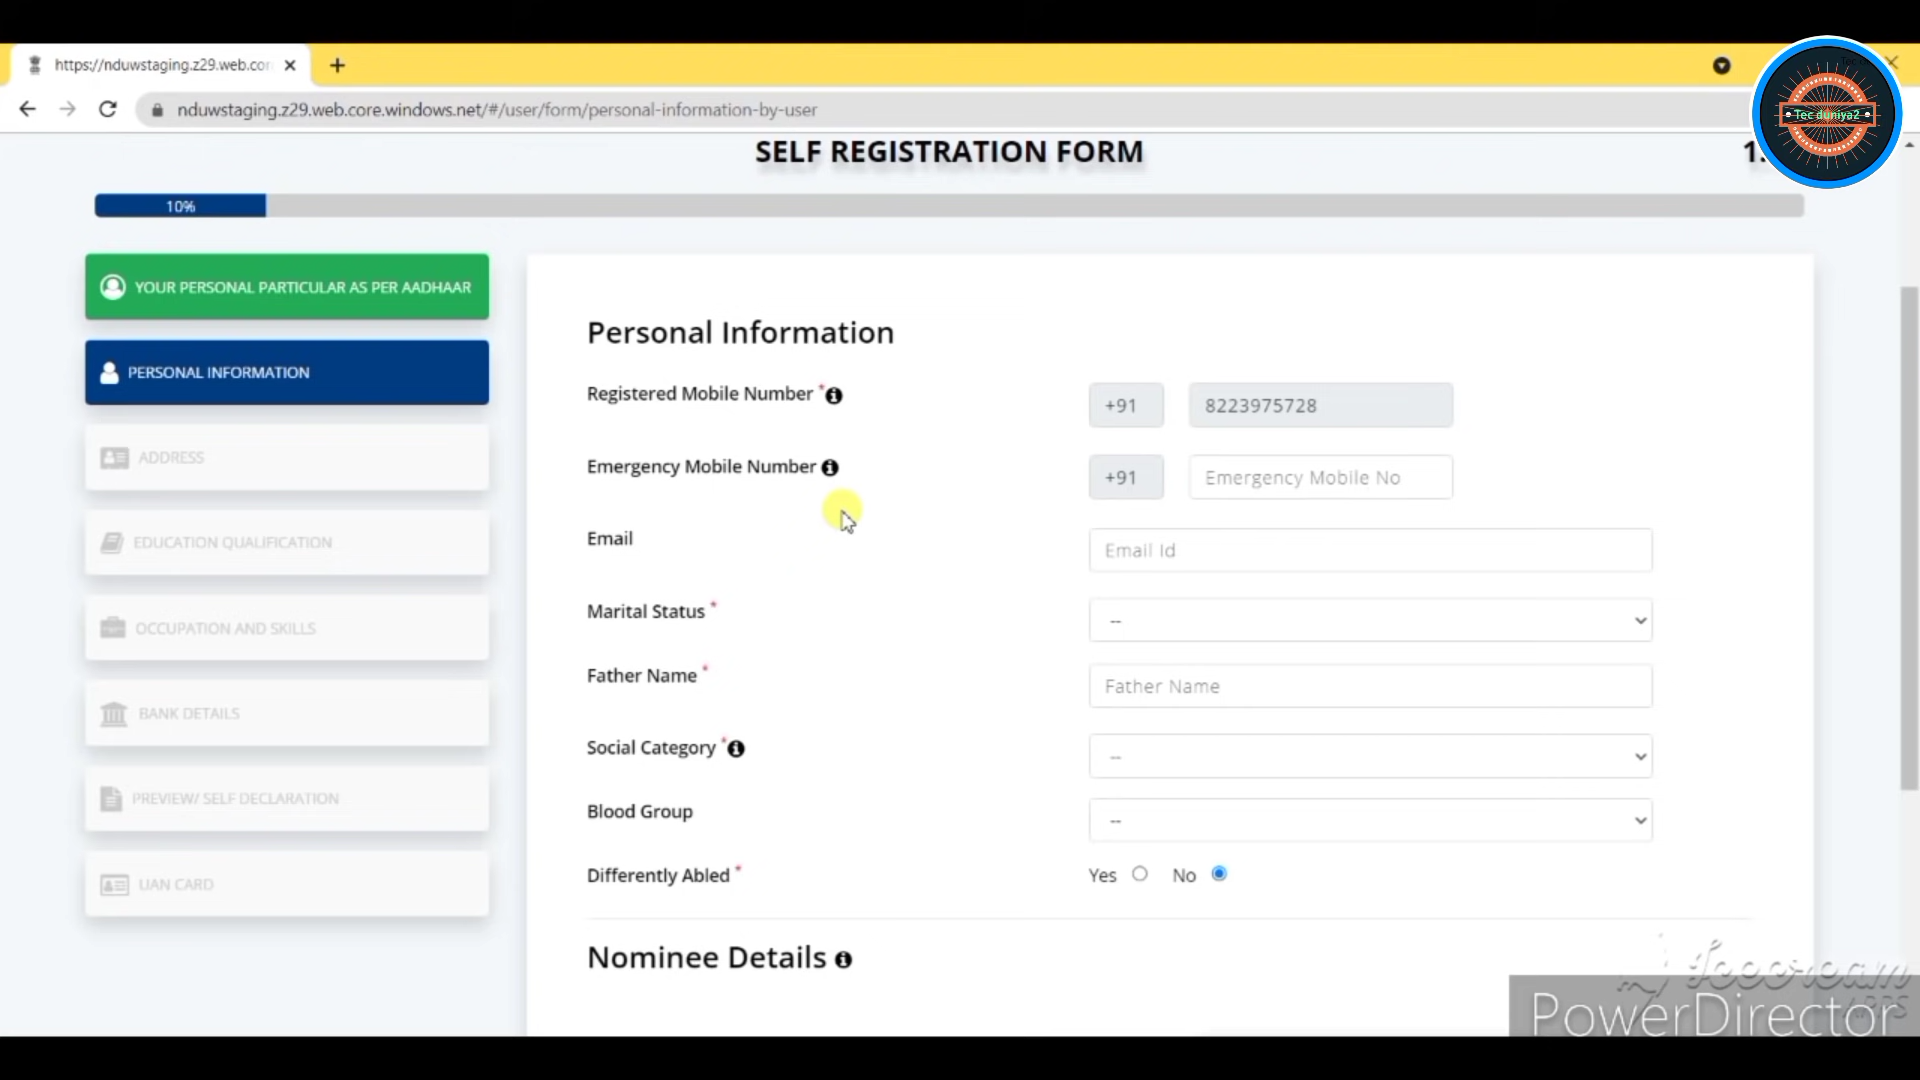 https://nduwstaging.z29.web.cor
nduwstaging.z29.web.core.windows.net/#/user/form/personal-information-by-user
Tec duniya2
SELF REGISTRATION FORM
1.
10%
YOUR PERSONAL PARTICULAR AS PER AADHAAR
PERSONAL INFORMATION
ADDRESS
EDUCATION QUALIFICATION
OCCUPATION AND SKILLS
BANK DETAILS
PREVIEW/ SELF DECLARATION
UAN CARD
Personal Information
Registered Mobile Number * +91 8223975728
Emergency Mobile Number +91 Emergency Mobile No
Email Email Id
Marital Status * --
Father Name * Father Name
Social Category * --
Blood Group --
Differently Abled * Yes No
Nominee Details
Icecream
APPS
PowerDirector